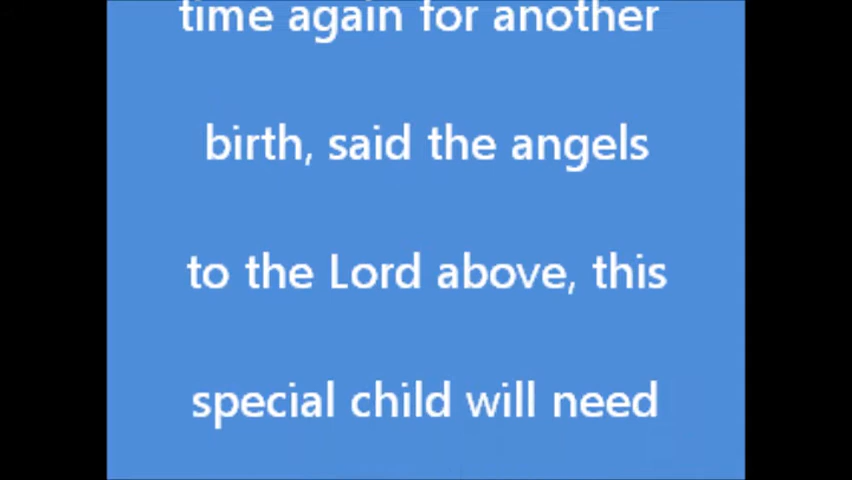 time again for another
birth, said the angels
to the Lord above, this
special child will need